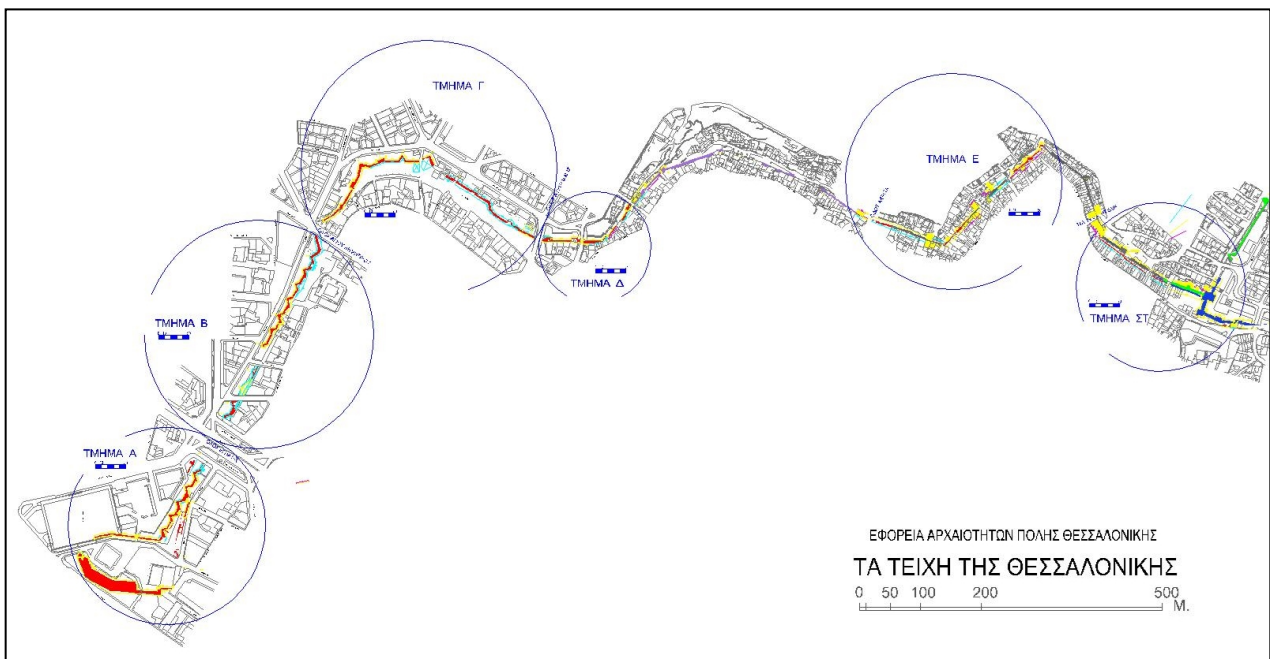 ΤΜΗΜΑ Γ
ΤΜΗΜΑ Ε
ΤΜΗΜΑ Δ
ΤΜΗΜΑ Β
ΤΜΗΜΑ ΣΤ
ΤΜΗΜΑ Α
ΕΦΟΡΕΙΑ ΑΡΧΑΙΟΤΗΤΩΝ ΠΟΛΗΣ ΘΕΣΣΑΛΟΝΙΚΗΣ
ΤΑ ΤΕΙΧΗ ΤΗΣ ΘΕΣΣΑΛΟΝΙΚΗΣ
0 50 100 200 500
Μ.